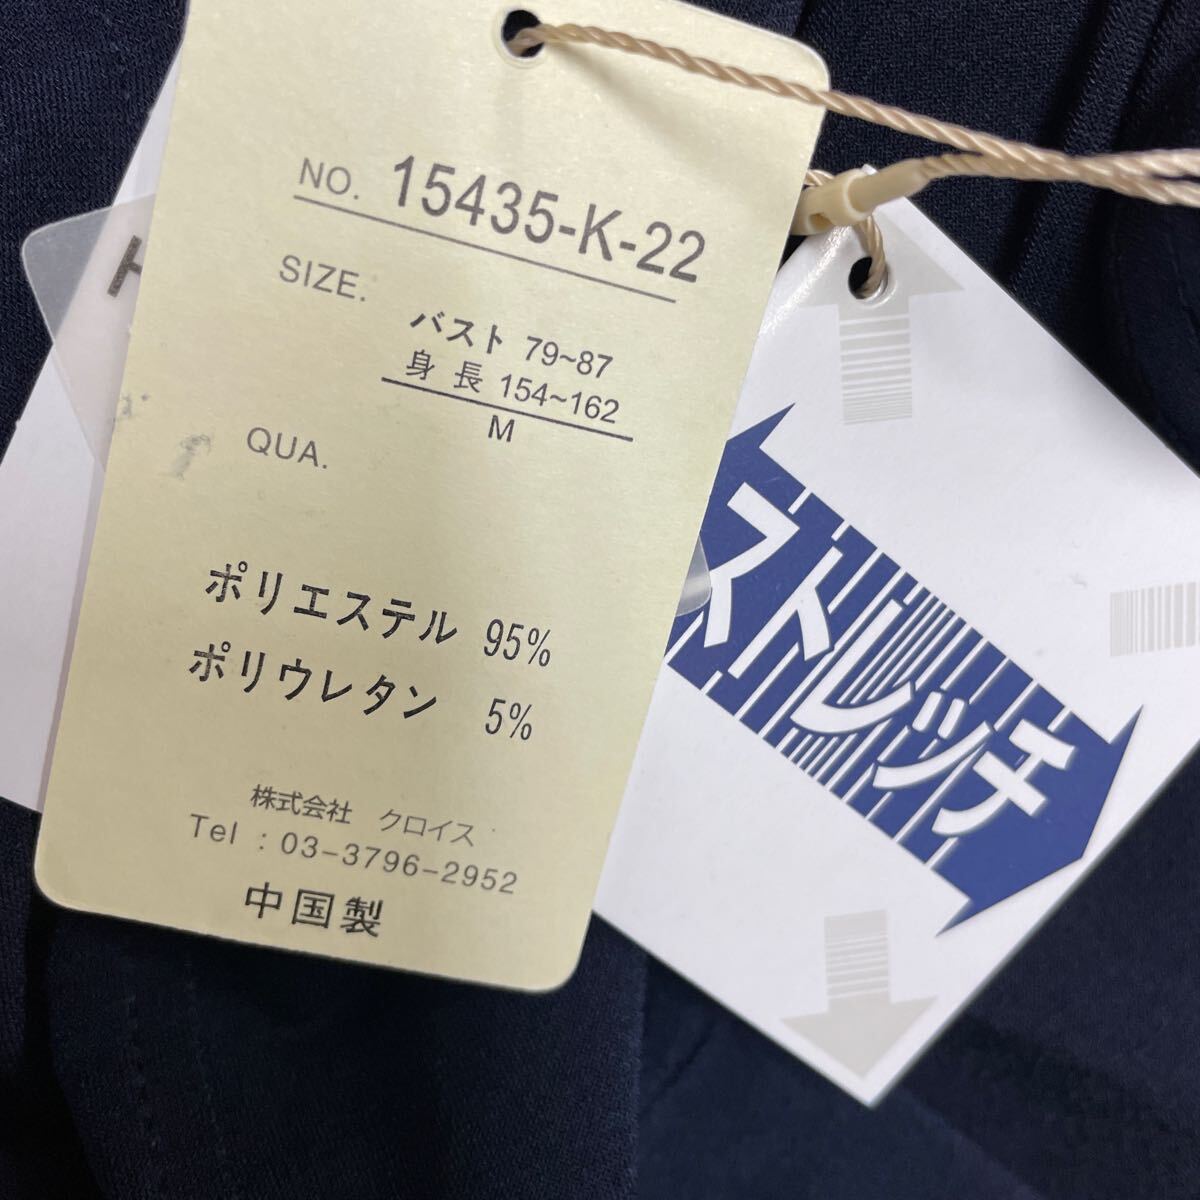 NO. 15435-K-22
SIZE.
バスト 79~87
身 長 154~162
M
QUA.
ポリエステル 95%
ポリウレタン 5%
株式会社 クロイス
Tel : 03-3796-2952
中国製
ストレッチ